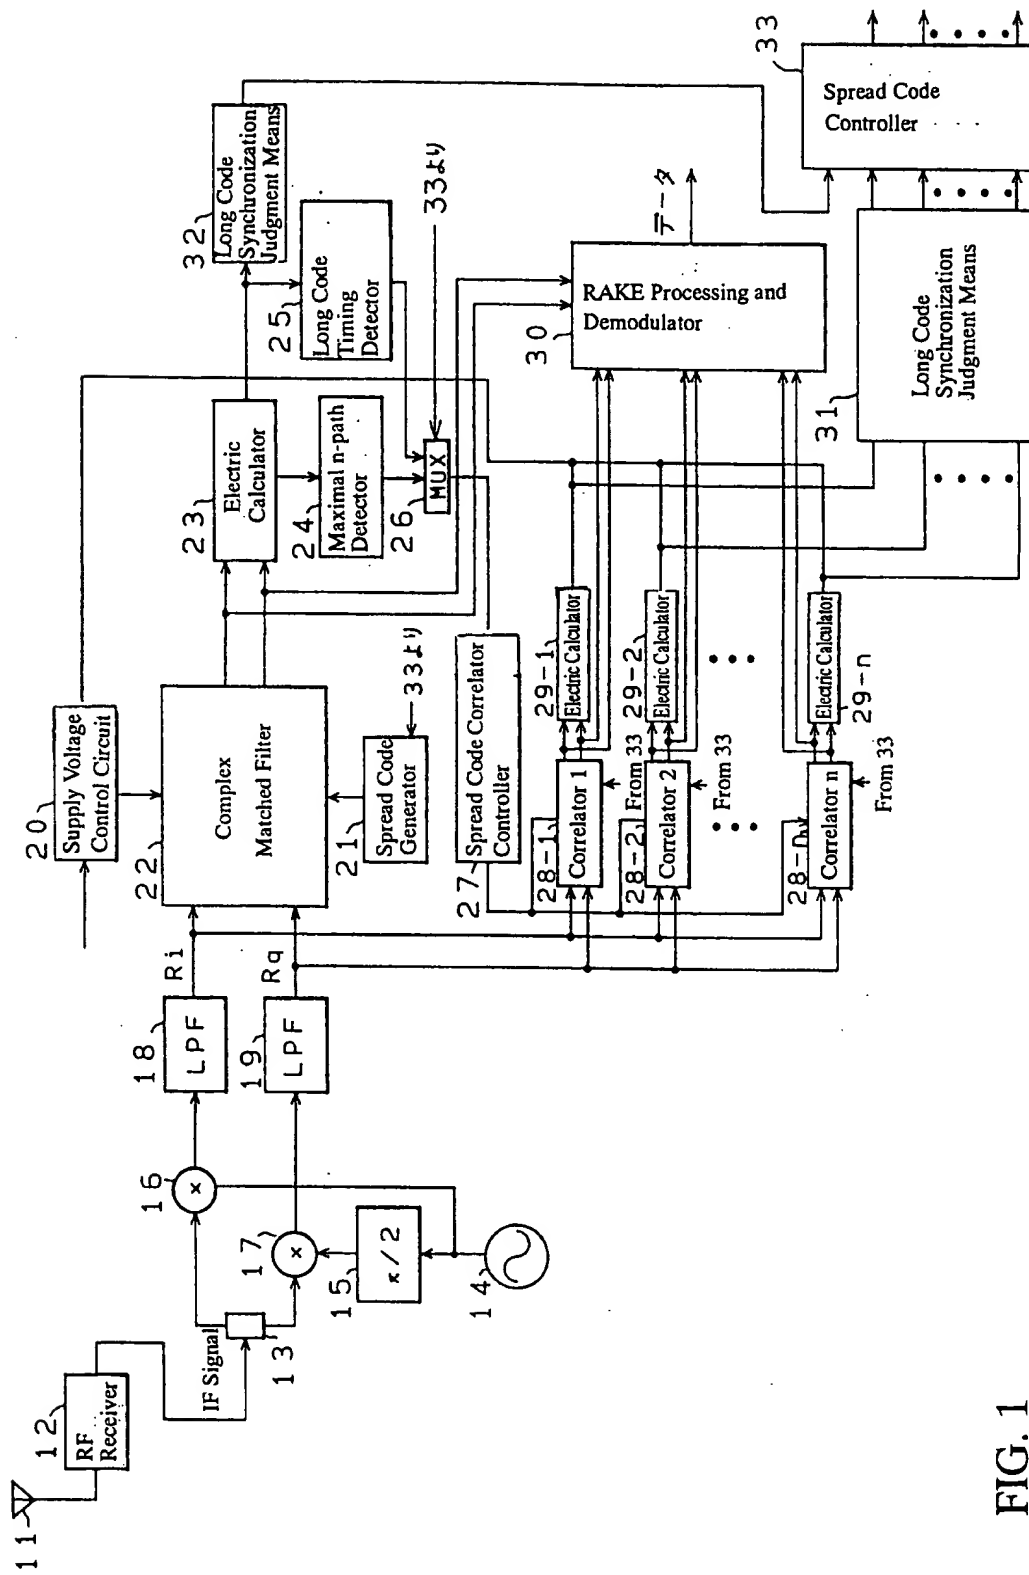 11
12
RF
Receiver
IF Signal
13
14
15
π/2
16
17
18
LPF
19
LPF
Ri
Rq
20
Supply Voltage
Control Circuit
22
Complex
Matched Filter
21
Spread Code
Generator
33より
23
Electric
Calculator
24
Maximal n-path
Detector
25
Long Code
Timing
Detector
32
Long Code
Synchronization
Judgment Means
26
MUX
33より
27
Spread Code Correlator
Controller
28-1
Correlator 1
From 33
29-1
Electric Calculator
28-2
Correlator 2
From 33
29-2
Electric Calculator
28-n
Correlator n
From 33
29-n
Electric Calculator
30
RAKE Processing and
Demodulator
データ
31
Long Code
Synchronization
Judgment Means
33
Spread Code
Controller
FIG. 1